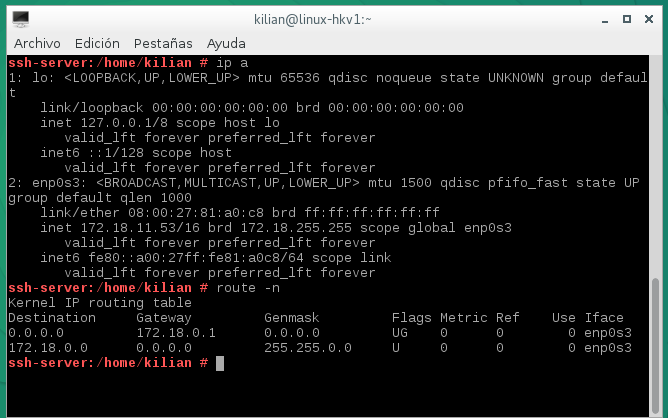 kilian@linux-hkv1:~
Archivo Edición Pestañas Ayuda
ssh-server:/home/kilian # ip a
1: lo: <LOOPBACK,UP,LOWER_UP> mtu 65536 qdisc noqueue state UNKNOWN group defaul
t
    link/loopback 00:00:00:00:00:00 brd 00:00:00:00:00:00
    inet 127.0.0.1/8 scope host lo
       valid_lft forever preferred_lft forever
    inet6 ::1/128 scope host
       valid_lft forever preferred_lft forever
2: enp0s3: <BROADCAST,MULTICAST,UP,LOWER_UP> mtu 1500 qdisc pfifo_fast state UP
group default qlen 1000
    link/ether 08:00:27:81:a0:c8 brd ff:ff:ff:ff:ff:ff
    inet 172.18.11.53/16 brd 172.18.255.255 scope global enp0s3
       valid_lft forever preferred_lft forever
    inet6 fe80::a00:27ff:fe81:a0c8/64 scope link
       valid_lft forever preferred_lft forever
ssh-server:/home/kilian # route -n
Kernel IP routing table
Destination     Gateway         Genmask         Flags Metric Ref    Use Iface
0.0.0.0         172.18.0.1      0.0.0.0         UG    0      0        0 enp0s3
172.18.0.0      0.0.0.0         255.255.0.0     U     0      0        0 enp0s3
ssh-server:/home/kilian #